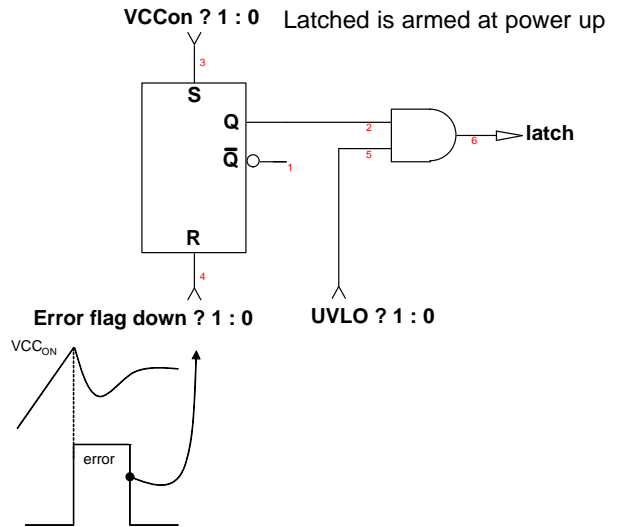 VCCon ? 1 : 0
Latched is armed at power up
3
S
Q
2
latch
6
5
Q̅
1
R
4
Error flag down ? 1 : 0
UVLO ? 1 : 0
VCC_ON
error